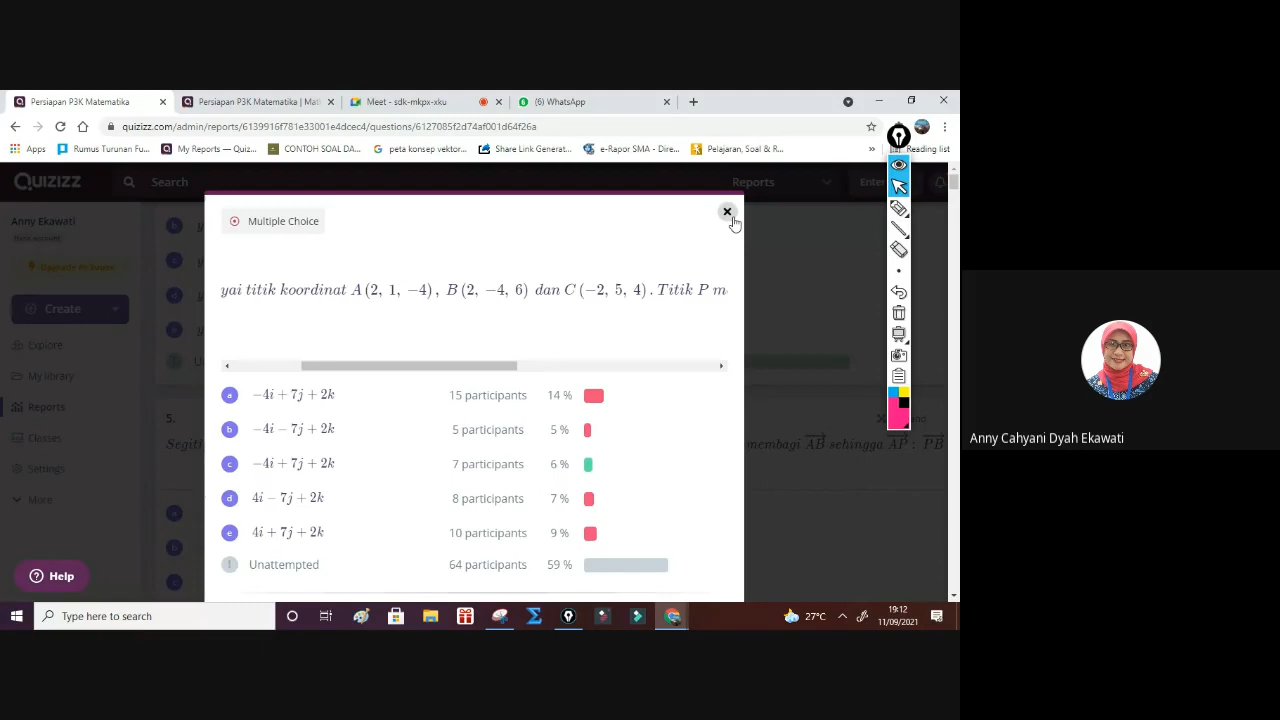 Persiapan P3K Matematika
Persiapan P3K Matematika | Mat
Meet - sdk-mkpx-xku
(6) WhatsApp
quizizz.com/admin/reports/6139916f781e33001e4dcec4/questions/6127085f2d74af001d64f26a
Apps
Rumus Turunan Fu...
My Reports — Quiz...
CONTOH SOAL DA...
peta konsep vektor...
Share Link Generat...
e-Rapor SMA - Dire...
Pelajaran, Soal & R...
»
Reading list
QUIZIZZ
Search
Reports
Enter
Anny Ekawati
Upgrade to Super
Create
Explore
My library
Reports
Classes
Settings
More
Help
Multiple Choice
yai titik koordinat A (2, 1, −4) , B (2, −4, 6) dan C (−2, 5, 4) . Titik P m
a −4i + 7j + 2k 15 participants 14 %
b −4i − 7j + 2k 5 participants 5 %
c −4i + 7j + 2k 7 participants 6 %
d 4i − 7j + 2k 8 participants 7 %
e 4i + 7j + 2k 10 participants 9 %
! Unattempted 64 participants 59 %
5.
Segiti
membagi AB sehingga AP : PB
Type here to search
27°C
19:12
11/09/2021
Anny Cahyani Dyah Ekawati